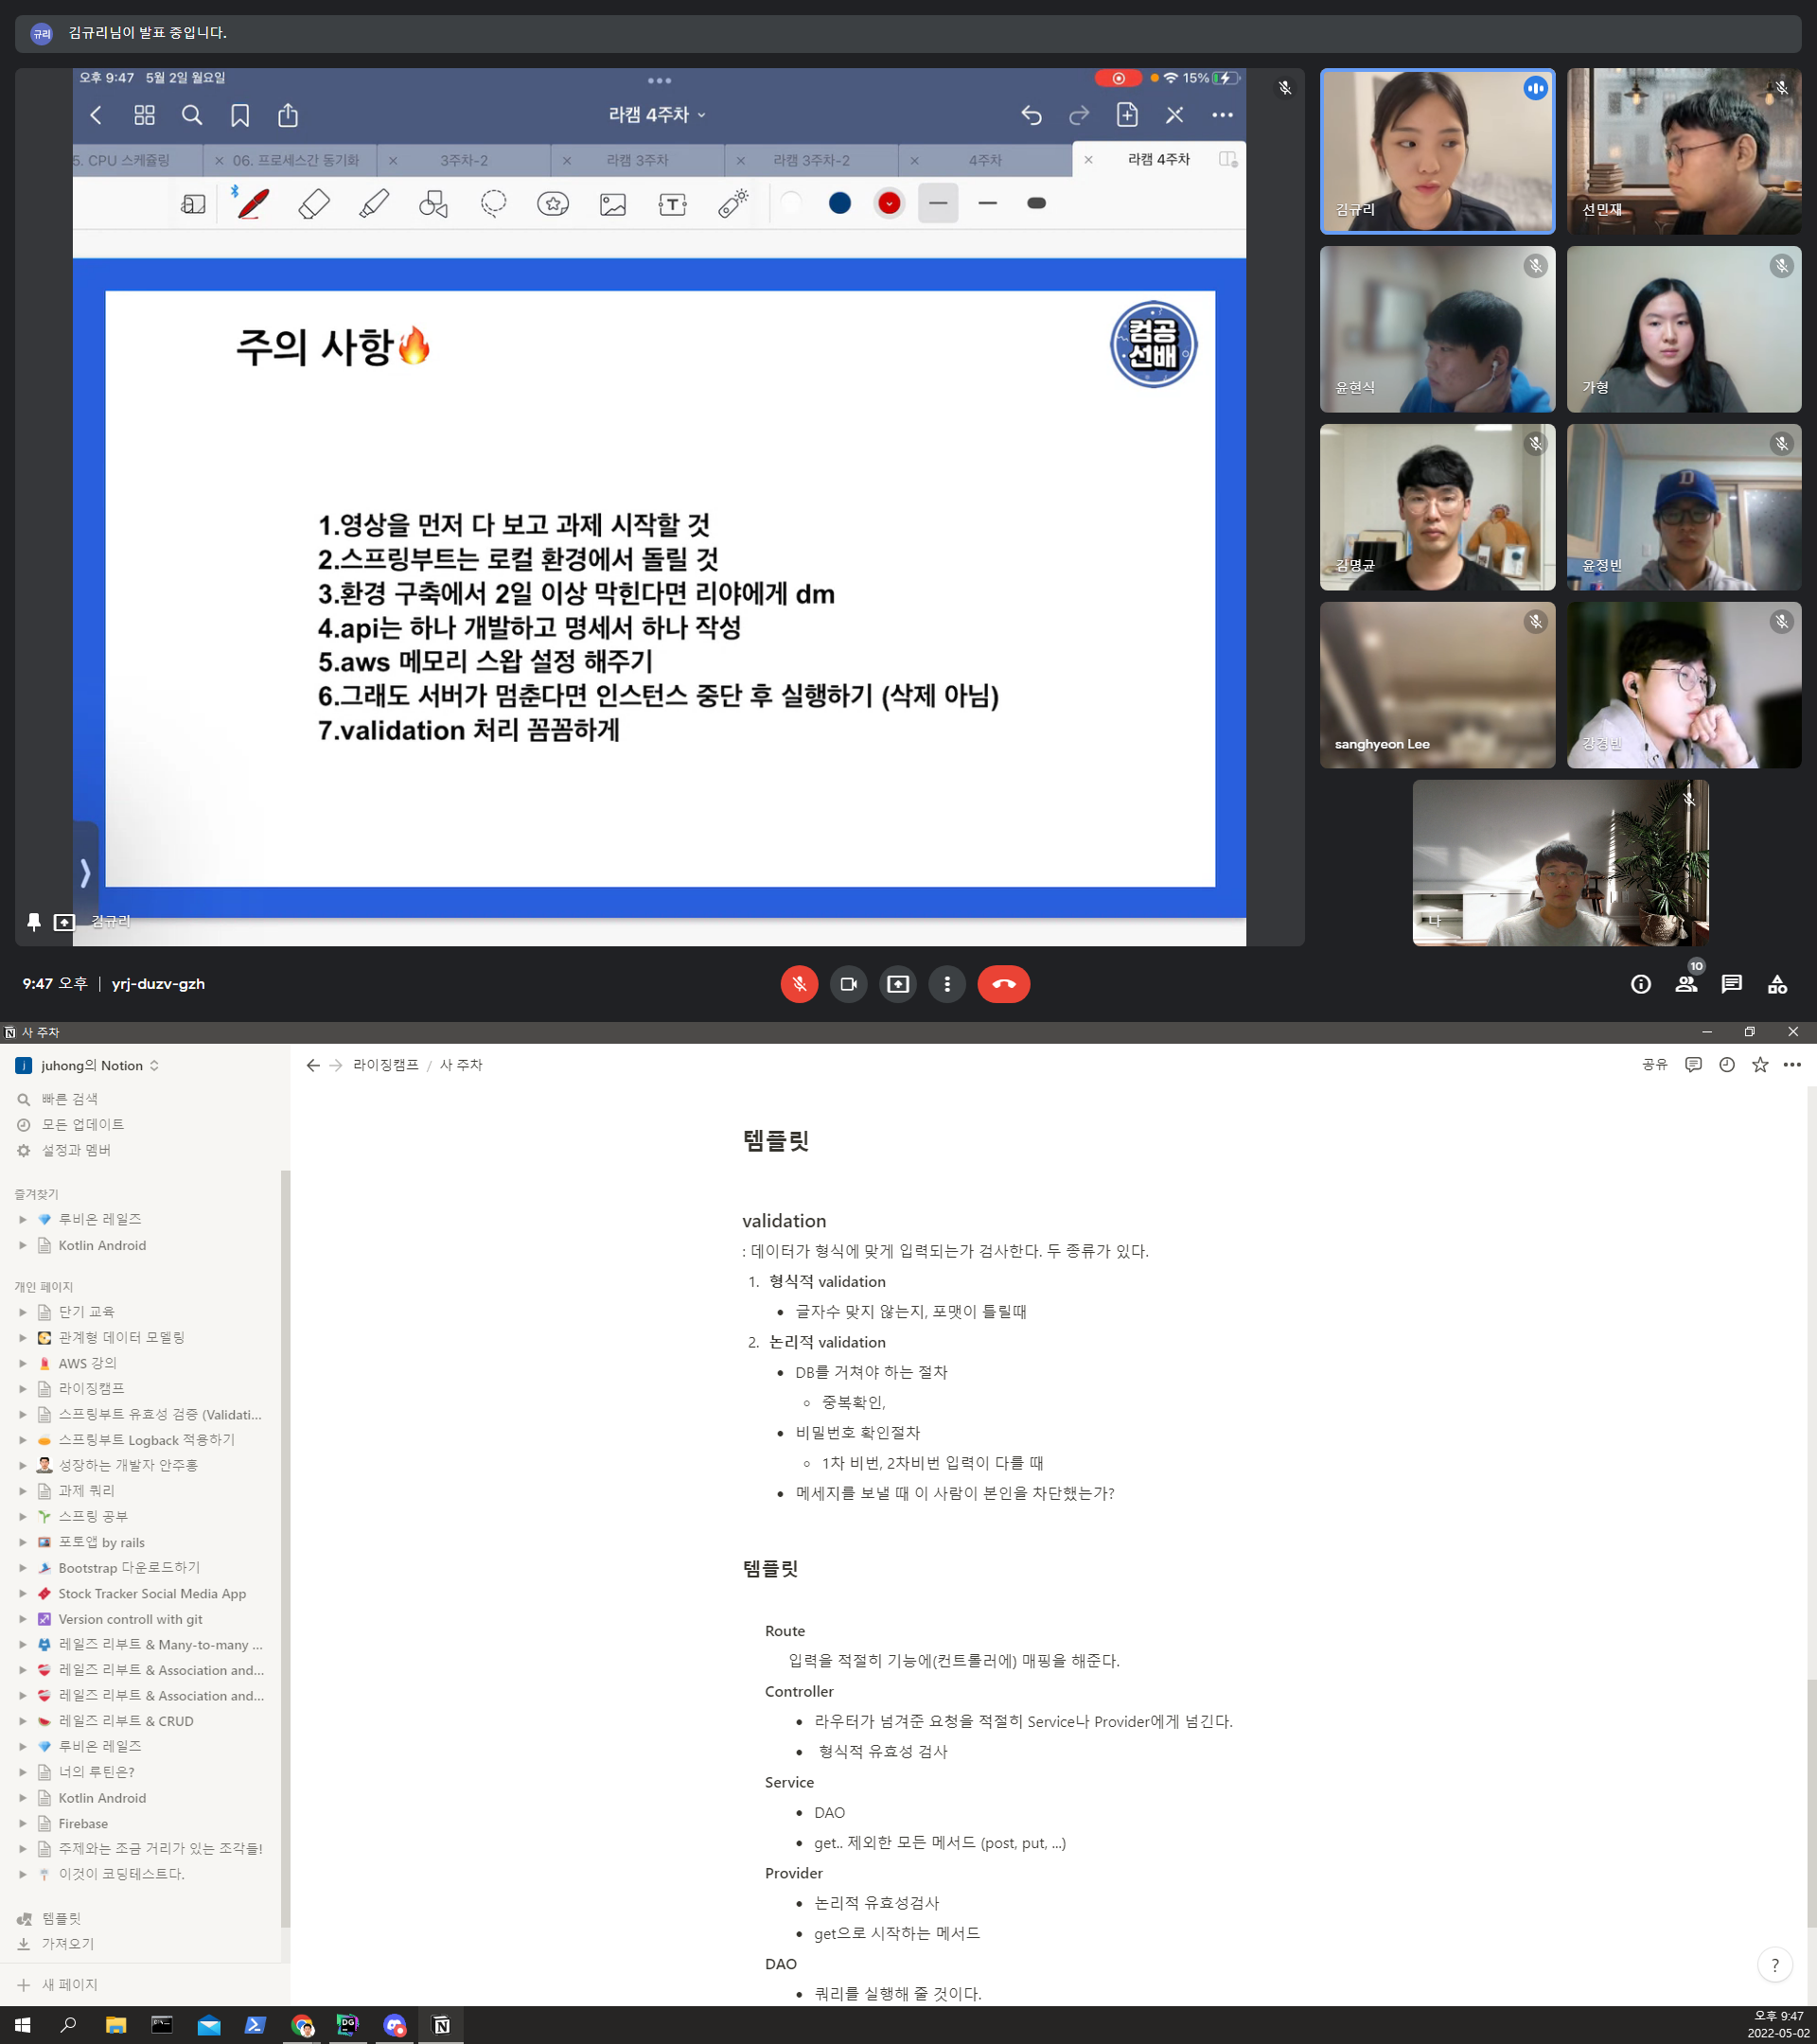 규리 김규리님이 발표 중입니다.
오후 9:47 5월 2일 월요일
15%
라캠 4주차
5. CPU 스케쥴링
06. 프로세스간 동기화
3주차-2
라캠 3주차
라캠 3주차-2
4주차
라캠 4주차
주의 사항🔥
컴공
선배
1.영상을 먼저 다 보고 과제 시작할 것
2.스프링부트는 로컬 환경에서 돌릴 것
3.환경 구축에서 2일 이상 막힌다면 리야에게 dm
4.api는 하나 개발하고 명세서 하나 작성
5.aws 메모리 스왑 설정 해주기
6.그래도 서버가 멈춘다면 인스턴스 중단 후 실행하기 (삭제 아님)
7.validation 처리 꼼꼼하게
김규리
김규리
선민재
윤현식
가형
김명균
윤정빈
sanghyeon Lee
강경빈
나
9:47 오후 | yrj-duzv-gzh
10
사 주차
juhong의 Notion
빠른 검색
모든 업데이트
설정과 멤버
즐겨찾기
루비온 레일즈
Kotlin Android
개인 페이지
단기 교육
관계형 데이터 모델링
AWS 강의
라이징캠프
스프링부트 유효성 검증 (Validati...
스프링부트 Logback 적용하기
성장하는 개발자 안주홍
과제 쿼리
스프링 공부
포토앱 by rails
Bootstrap 다운로드하기
Stock Tracker Social Media App
Version controll with git
레일즈 리부트 & Many-to-many ...
레일즈 리부트 & Association and...
레일즈 리부트 & Association and...
레일즈 리부트 & CRUD
루비온 레일즈
너의 루틴은?
Kotlin Android
Firebase
주제와는 조금 거리가 있는 조각들!
이것이 코딩테스트다.
템플릿
가져오기
새 페이지
라이징캠프 / 사 주차
공유
템플릿
validation
: 데이터가 형식에 맞게 입력되는가 검사한다. 두 종류가 있다.
1. 형식적 validation
• 글자수 맞지 않는지, 포맷이 틀릴때
2. 논리적 validation
• DB를 거쳐야 하는 절차
◦ 중복확인,
• 비밀번호 확인절차
◦ 1차 비번, 2차비번 입력이 다를 때
• 메세지를 보낼 때 이 사람이 본인을 차단했는가?
템플릿
Route
입력을 적절히 기능에(컨트롤러에) 매핑을 해준다.
Controller
• 라우터가 넘겨준 요청을 적절히 Service나 Provider에게 넘긴다.
• 형식적 유효성 검사
Service
• DAO
• get.. 제외한 모든 메서드 (post, put, ...)
Provider
• 논리적 유효성검사
• get으로 시작하는 메서드
DAO
• 쿼리를 실행해 줄 것이다.
?
DG
오후 9:47
2022-05-02